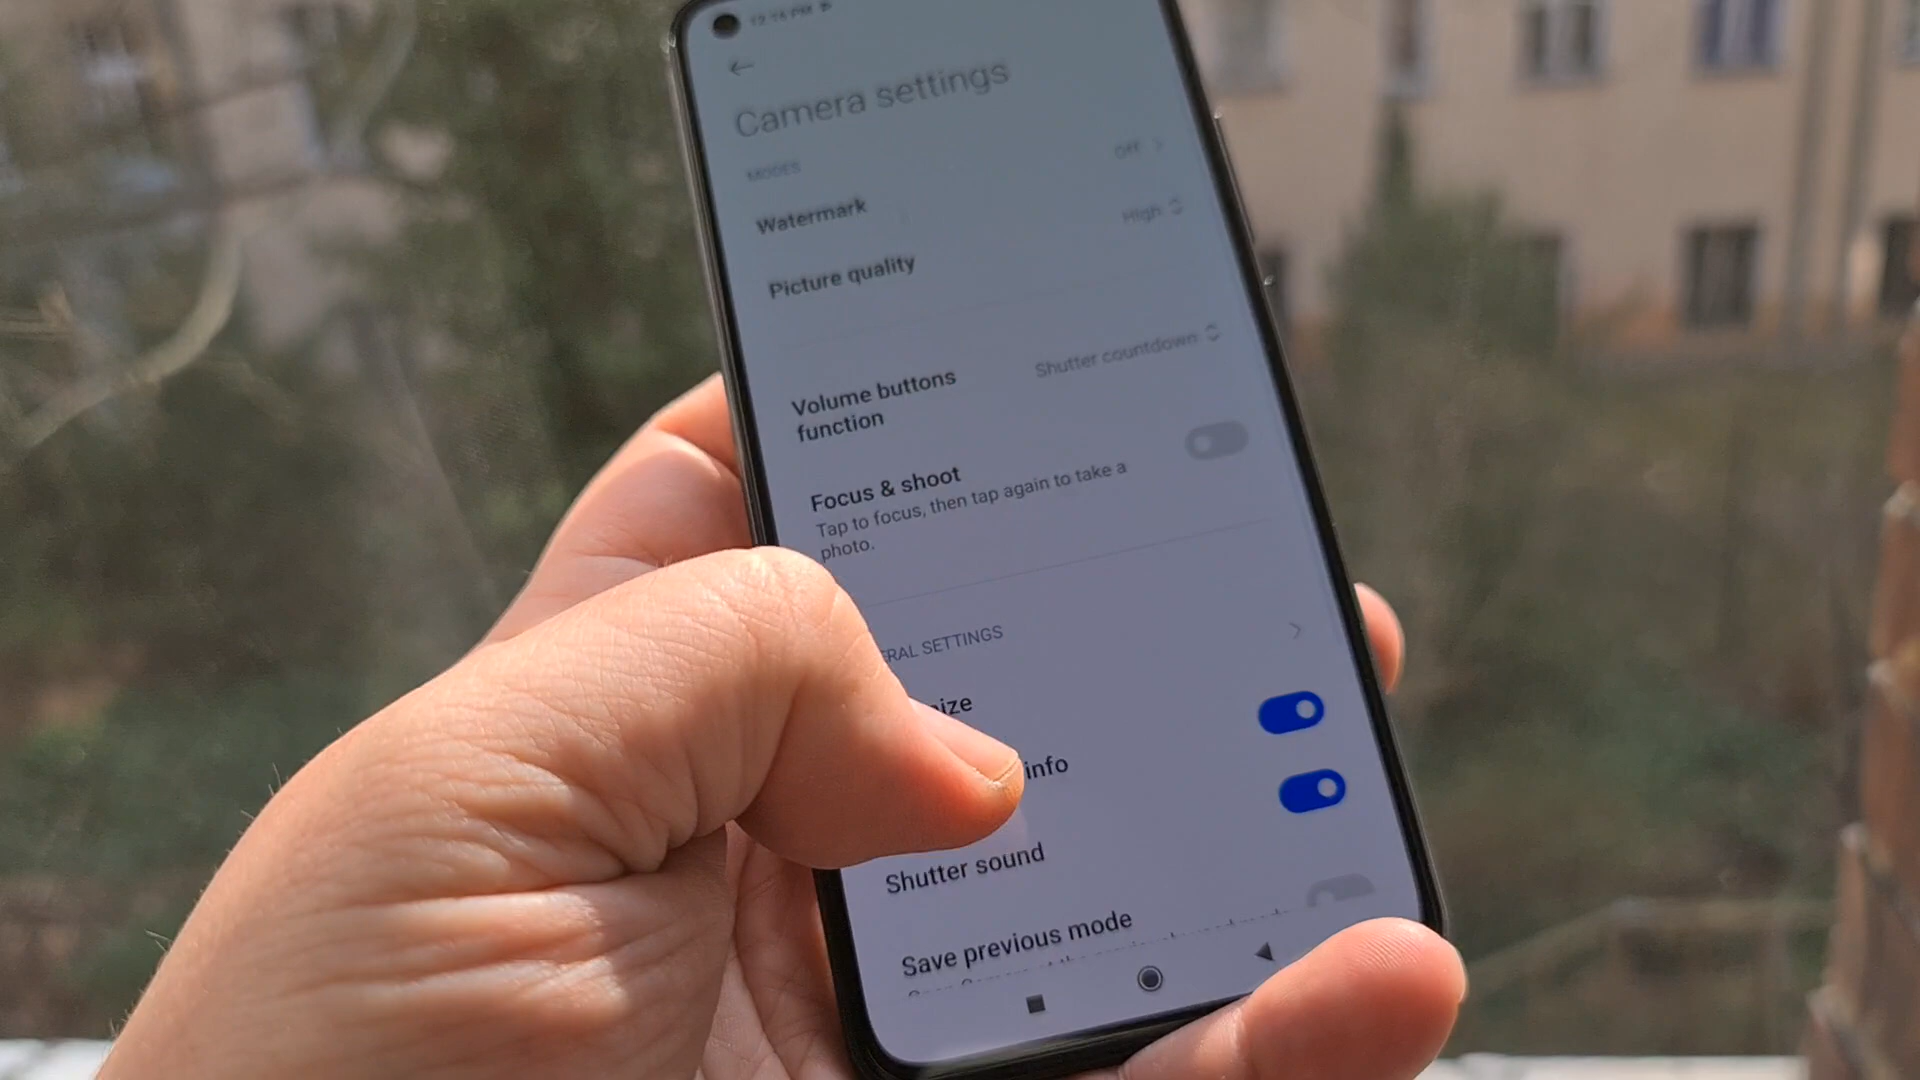 Camera settings
MODES
Off
Watermark
High
Picture quality
Shutter countdown
Volume buttons
function
Focus & shoot
Tap to focus, then tap again to take a
photo.
ERAL SETTINGS
ize
info
Shutter sound
Save previous mode